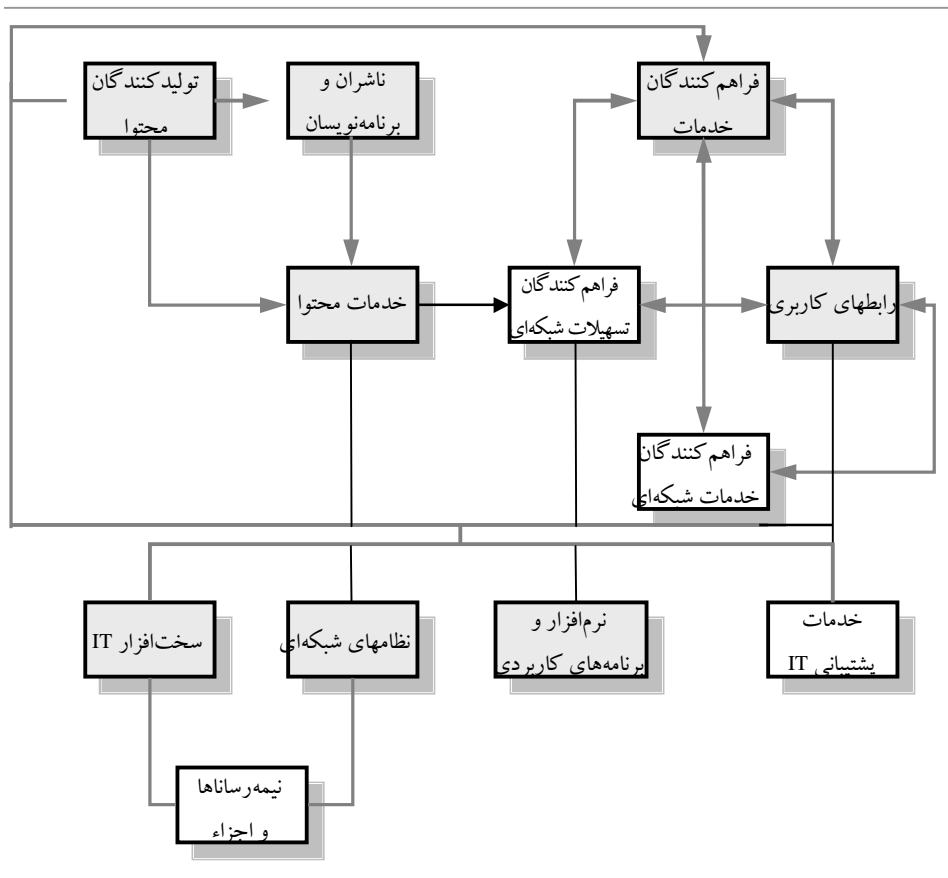 فراهم‌کنندگان
خدمات
ناشران و
برنامه‌نویسان
تولیدکنندگان
محتوا
رابطهای کاربری
فراهم‌کنندگان
تسهیلات شبکه‌ای
خدمات محتوا
فراهم‌کنندگان
خدمات شبکه‌ای
خدمات
پشتیبانی IT
نرم‌افزار و
برنامه‌های کاربردی
نظامهای شبکه‌ای
سخت‌افزار IT
نیمه‌رساناها
و اجزاء